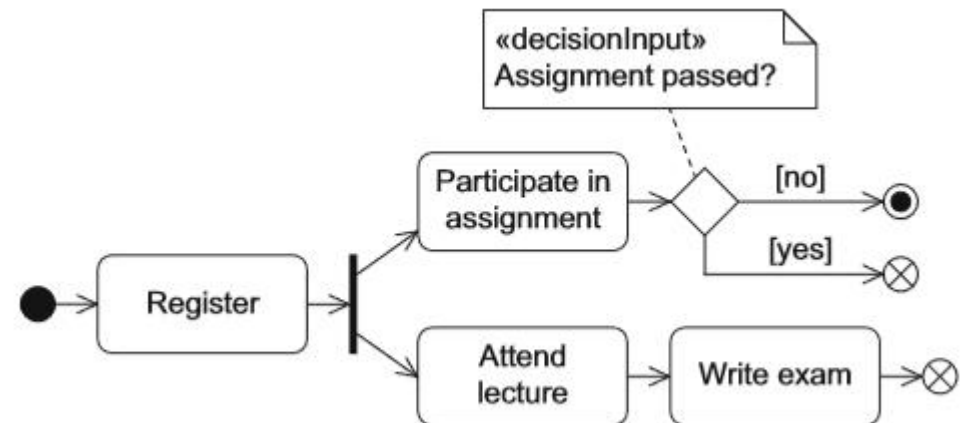 «decisionInput»
Assignment passed?
Participate in
assignment
[no]
[yes]
Register
Attend
lecture
Write exam